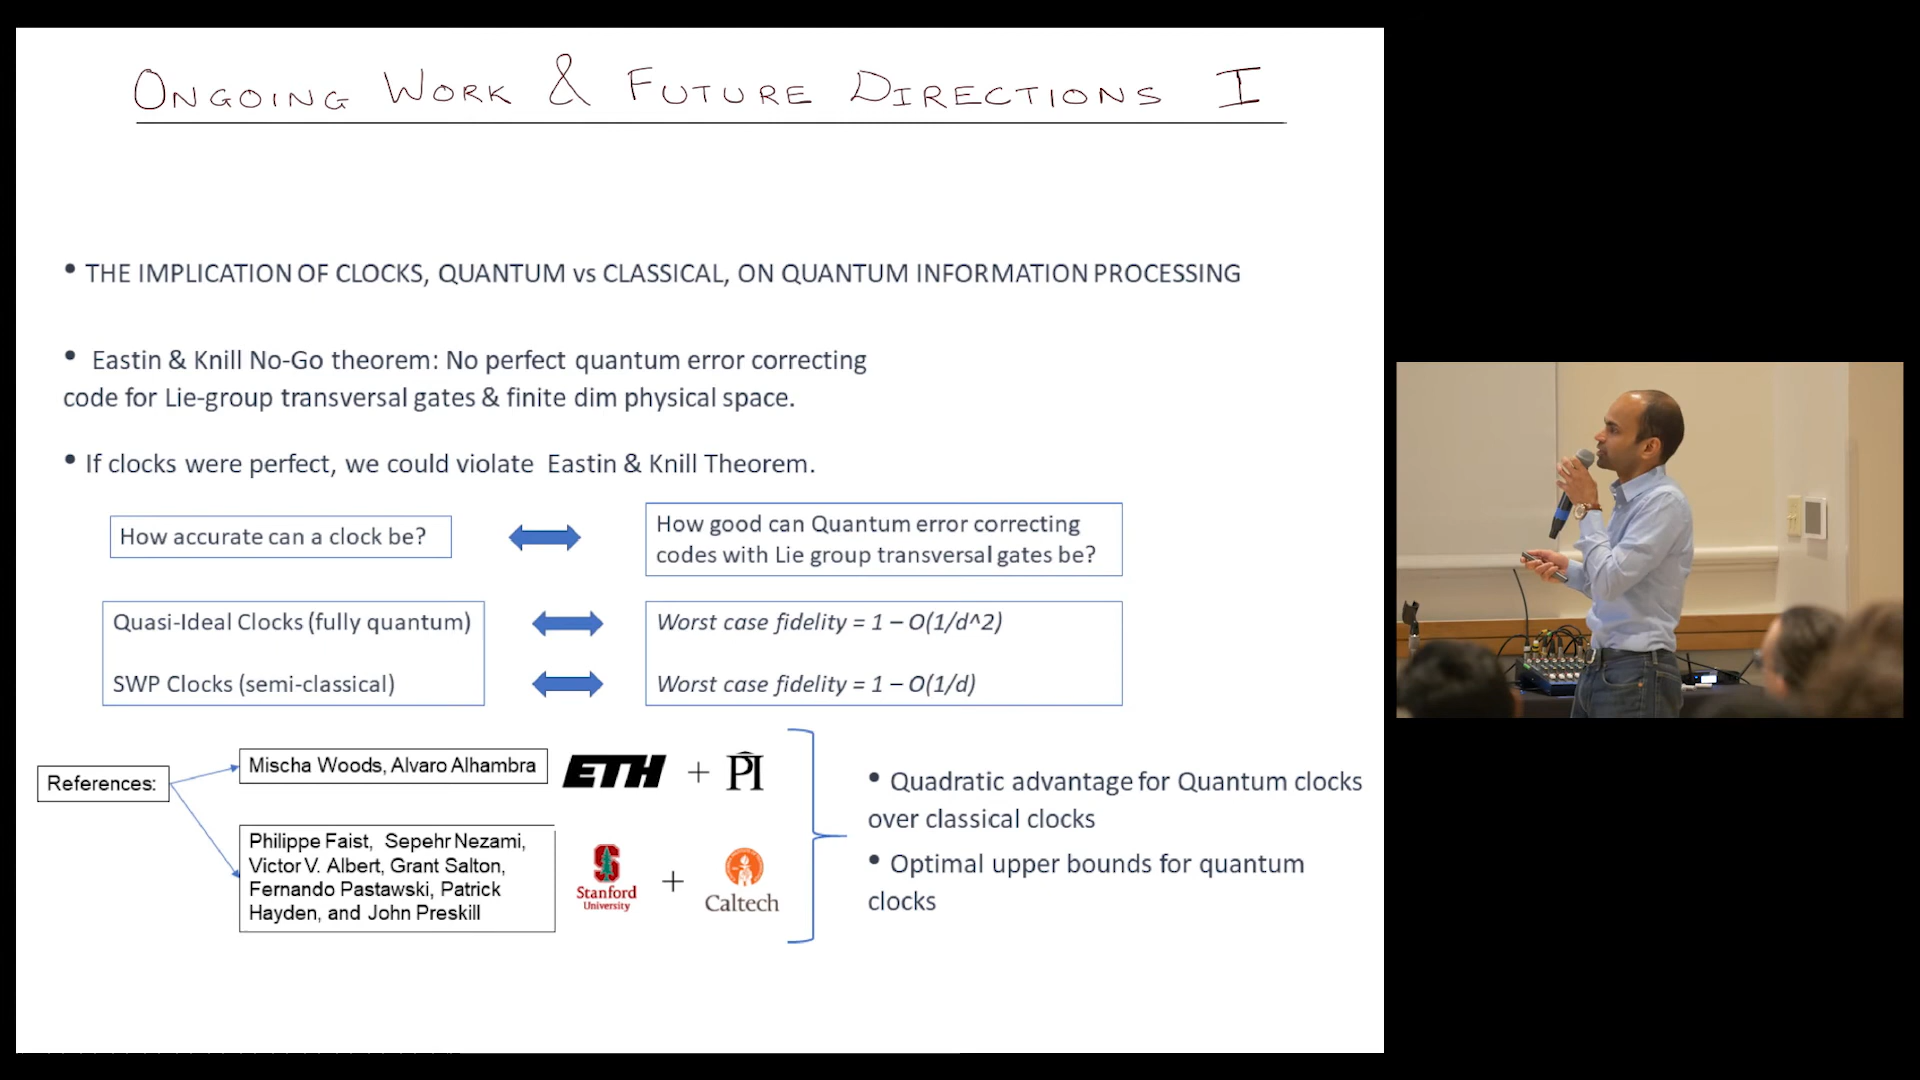 ONGOING WORK & FUTURE DIRECTIONS I
• THE IMPLICATION OF CLOCKS, QUANTUM vs CLASSICAL, ON QUANTUM INFORMATION PROCESSING
• Eastin & Knill No-Go theorem: No perfect quantum error correcting
code for Lie-group transversal gates & finite dim physical space.
• If clocks were perfect, we could violate Eastin & Knill Theorem.
How accurate can a clock be?
How good can Quantum error correcting
codes with Lie group transversal gates be?
Quasi-Ideal Clocks (fully quantum)
Worst case fidelity = 1 – O(1/d^2)
SWP Clocks (semi-classical)
Worst case fidelity = 1 – O(1/d)
References:
Mischa Woods, Alvaro Alhambra
ETH + PI
Philippe Faist, Sepehr Nezami,
Victor V. Albert, Grant Salton,
Fernando Pastawski, Patrick
Hayden, and John Preskill
Stanford
University
+
Caltech
• Quadratic advantage for Quantum clocks
over classical clocks
• Optimal upper bounds for quantum
clocks